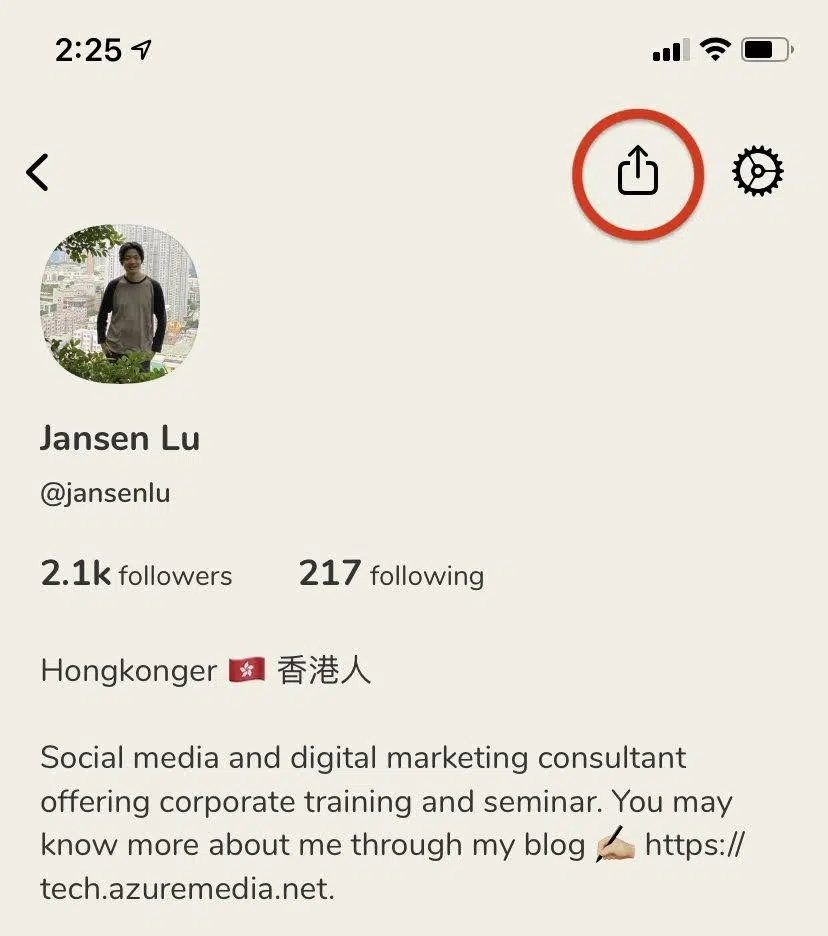 2:25
Jansen Lu
@jansenlu
2.1k followers 217 following
Hongkonger 🇭🇰 香港人
Social media and digital marketing consultant
offering corporate training and seminar. You may
know more about me through my blog ✍🏼 https://
tech.azuremedia.net.